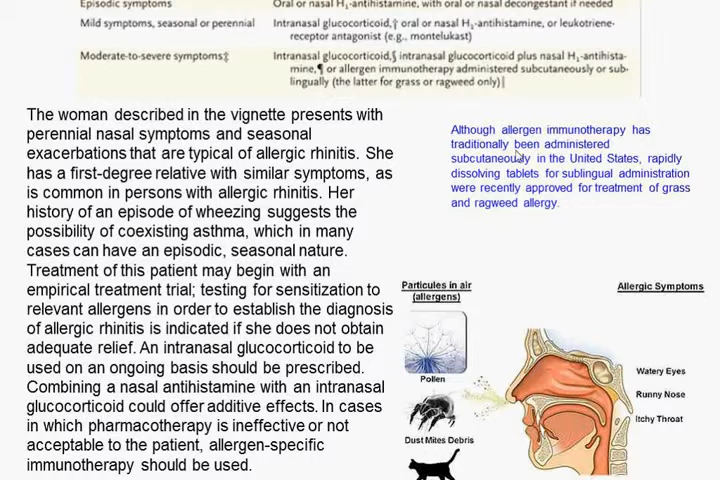 Episodic symptoms
Oral or nasal H₁-antihistamine, with oral or nasal decongestant if needed
Mild symptoms, seasonal or perennial
Intranasal glucocorticoid,† oral or nasal H₁-antihistamine, or leukotriene-
receptor antagonist (e.g., montelukast)
Moderate-to-severe symptoms‡
Intranasal glucocorticoid,§ intranasal glucocorticoid plus nasal H₁-antihista-
mine,¶ or allergen immunotherapy administered subcutaneously or sub-
lingually (the latter for grass or ragweed only)‖
The woman described in the vignette presents with
perennial nasal symptoms and seasonal
exacerbations that are typical of allergic rhinitis. She
has a first-degree relative with similar symptoms, as
is common in persons with allergic rhinitis. Her
history of an episode of wheezing suggests the
possibility of coexisting asthma, which in many
cases can have an episodic, seasonal nature.
Treatment of this patient may begin with an
empirical treatment trial; testing for sensitization to
relevant allergens in order to establish the diagnosis
of allergic rhinitis is indicated if she does not obtain
adequate relief. An intranasal glucocorticoid to be
used on an ongoing basis should be prescribed.
Combining a nasal antihistamine with an intranasal
glucocorticoid could offer additive effects. In cases
in which pharmacotherapy is ineffective or not
acceptable to the patient, allergen-specific
immunotherapy should be used.
Although allergen immunotherapy has
traditionally been administered
subcutaneously in the United States, rapidly
dissolving tablets for sublingual administration
were recently approved for treatment of grass
and ragweed allergy.
Particules in air
(allergens)
Allergic Symptoms
Pollen
Watery Eyes
Runny Nose
Itchy Throat
Dust Mites Debris